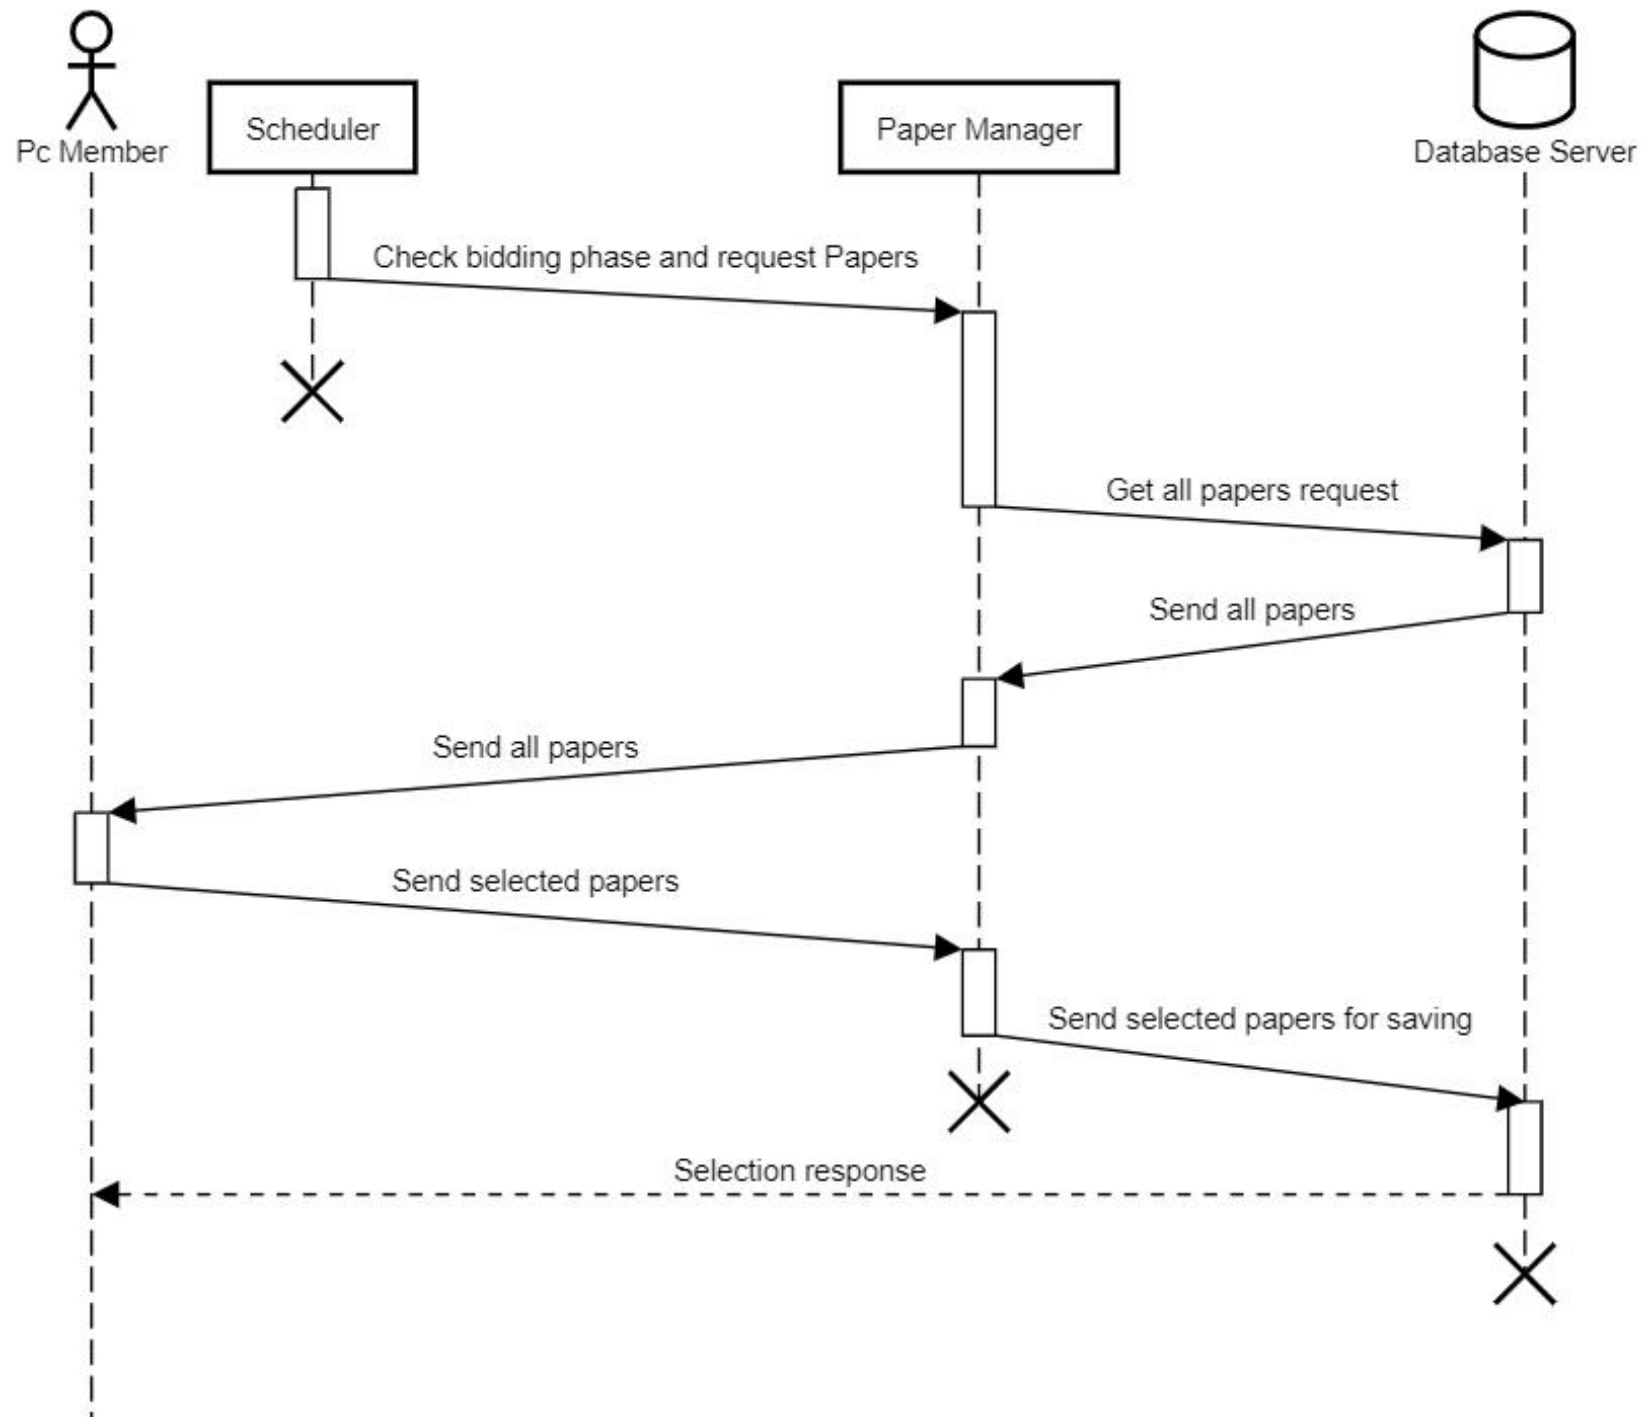 Pc Member
Scheduler
Paper Manager
Database Server
Check bidding phase and request Papers
Get all papers request
Send all papers
Send all papers
Send selected papers
Send selected papers for saving
Selection response